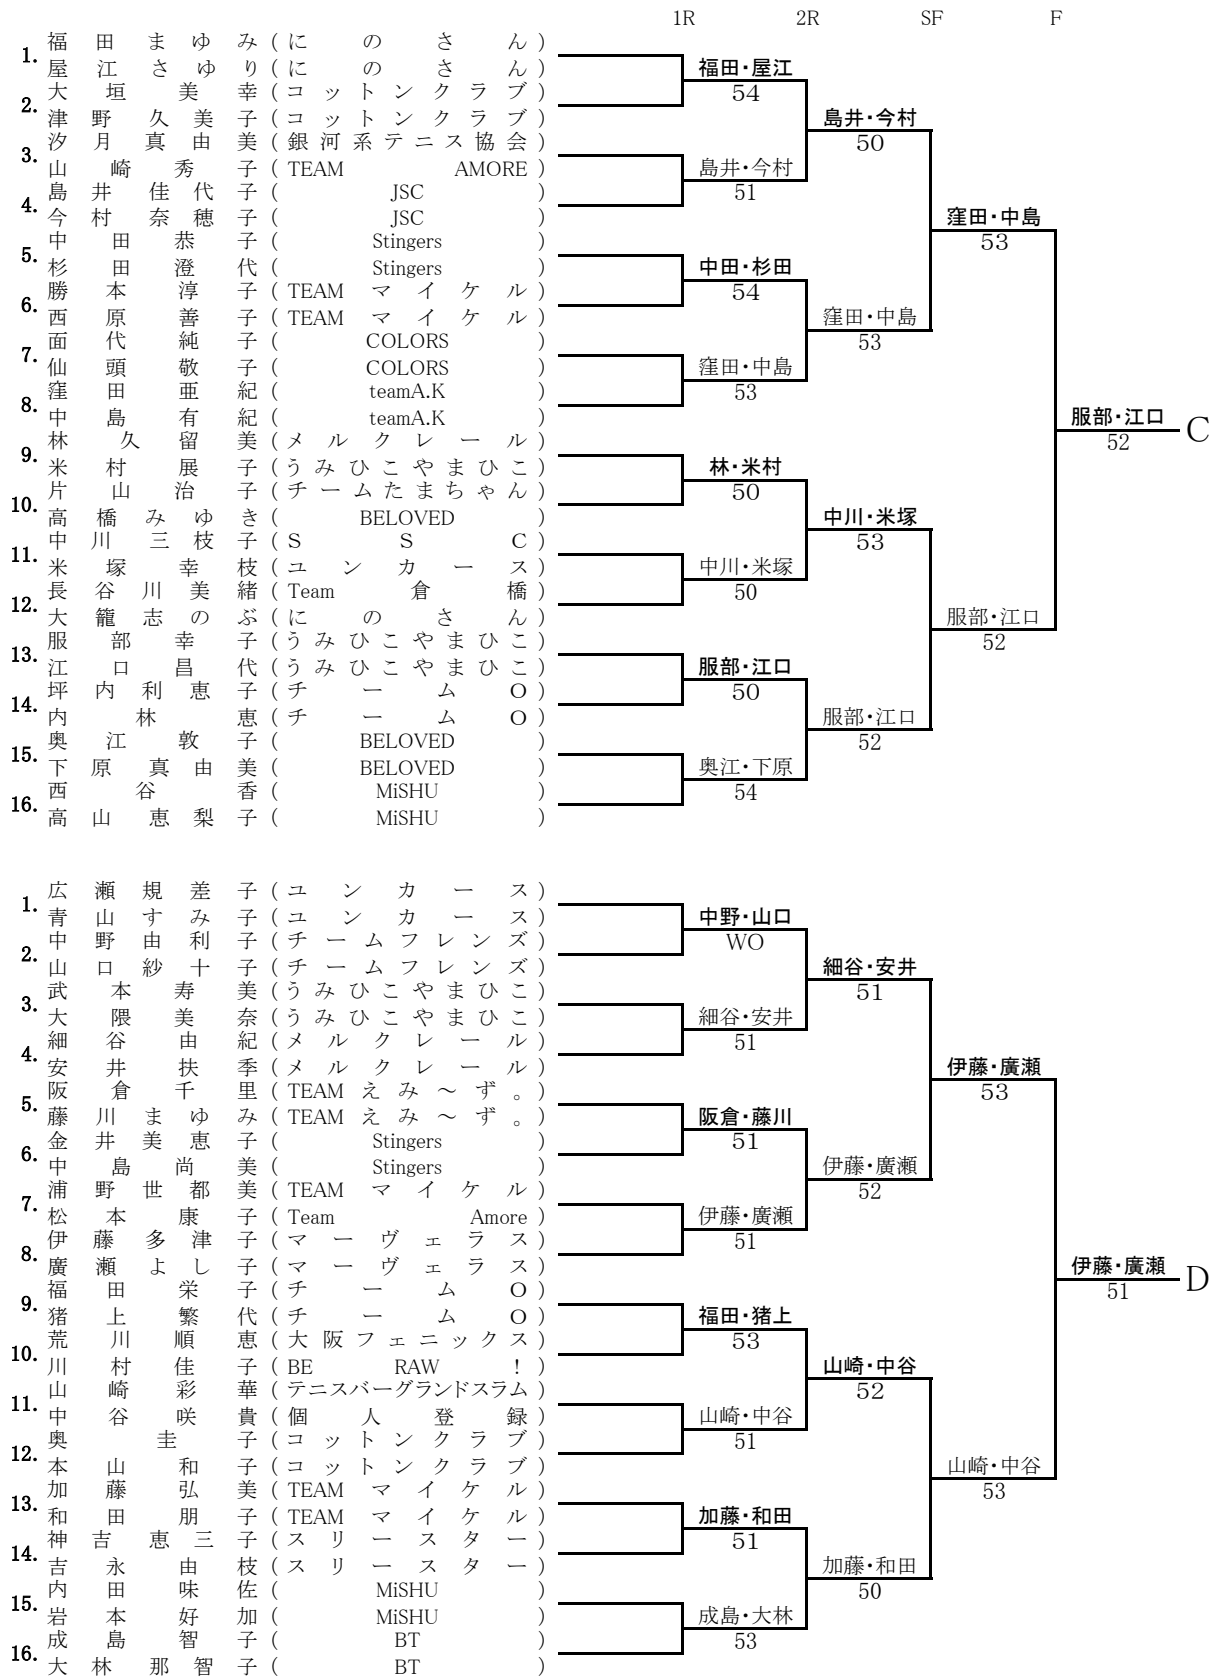 1R 2R SF F
1. 福田まゆみ(にのさん)
屋江さゆり(にのさん)
福田・屋江
54
2. 大垣美幸(コットンクラブ)
津野久美子(コットンクラブ)
島井・今村
50
3. 汐月真由美(銀河系テニス協会)
山崎秀子(TEAM AMORE)
島井・今村
51
4. 島井佳代子(JSC)
今村奈穂子(JSC)
窪田・中島
53
5. 中田恭子(Stingers)
杉田澄代(Stingers)
中田・杉田
54
6. 勝本淳子(TEAMマイケル)
西原善子(TEAMマイケル)
窪田・中島
53
7. 面代純子(COLORS)
仙頭敬子(COLORS)
窪田・中島
53
8. 窪田亜紀(teamA.K)
中島有紀(teamA.K)
服部・江口
52
C
9. 林久留美(メルクレール)
米村展子(うみひこやまひこ)
林・米村
50
10. 片山治子(チームたまちゃん)
高橋みゆき(BELOVED)
中川・米塚
53
11. 中川三枝子(SSC)
米塚幸枝(ユンカース)
中川・米塚
50
12. 長谷川美緒(Team倉橋)
大籠志のぶ(にのさん)
服部・江口
52
13. 服部幸子(うみひこやまひこ)
江口昌代(うみひこやまひこ)
服部・江口
50
14. 坪内利恵子(チームO)
内林恵(チームO)
服部・江口
52
15. 奥江敦子(BELOVED)
下原真由美(BELOVED)
奥江・下原
54
16. 西谷香(MiSHU)
高山恵梨子(MiSHU)
1. 広瀬規差子(ユンカース)
青山すみ子(ユンカース)
中野・山口
WO
2. 中野由利子(チームフレンズ)
山口紗十子(チームフレンズ)
細谷・安井
51
3. 武本寿美(うみひこやまひこ)
大隈美奈(うみひこやまひこ)
細谷・安井
51
4. 細谷由紀(メルクレール)
安井扶季(メルクレール)
伊藤・廣瀬
53
5. 阪倉千里(TEAMえみ~ず。)
藤川まゆみ(TEAMえみ~ず。)
阪倉・藤川
51
6. 金井美恵子(Stingers)
中島尚美(Stingers)
伊藤・廣瀬
52
7. 浦野世都美(TEAMマイケル)
松本康子(Team Amore)
伊藤・廣瀬
51
8. 伊藤多津子(マーヴェラス)
廣瀬よし子(マーヴェラス)
伊藤・廣瀬
51
D
9. 福田栄子(チームO)
猪上繁代(チームO)
福田・猪上
53
10. 荒川順恵(大阪フェニックス)
川村佳子(BE RAW !)
山崎・中谷
52
11. 山崎彩華(テニスバーグランドスラム)
中谷咲貴(個人登録)
山崎・中谷
51
12. 奥圭子(コットンクラブ)
本山和子(コットンクラブ)
山崎・中谷
53
13. 加藤弘美(TEAMマイケル)
和田朋子(TEAMマイケル)
加藤・和田
51
14. 神吉恵三子(スリースター)
吉永由枝(スリースター)
加藤・和田
50
15. 内田味佐(MiSHU)
岩本好加(MiSHU)
成島・大林
53
16. 成島智子(BT)
大林那智子(BT)